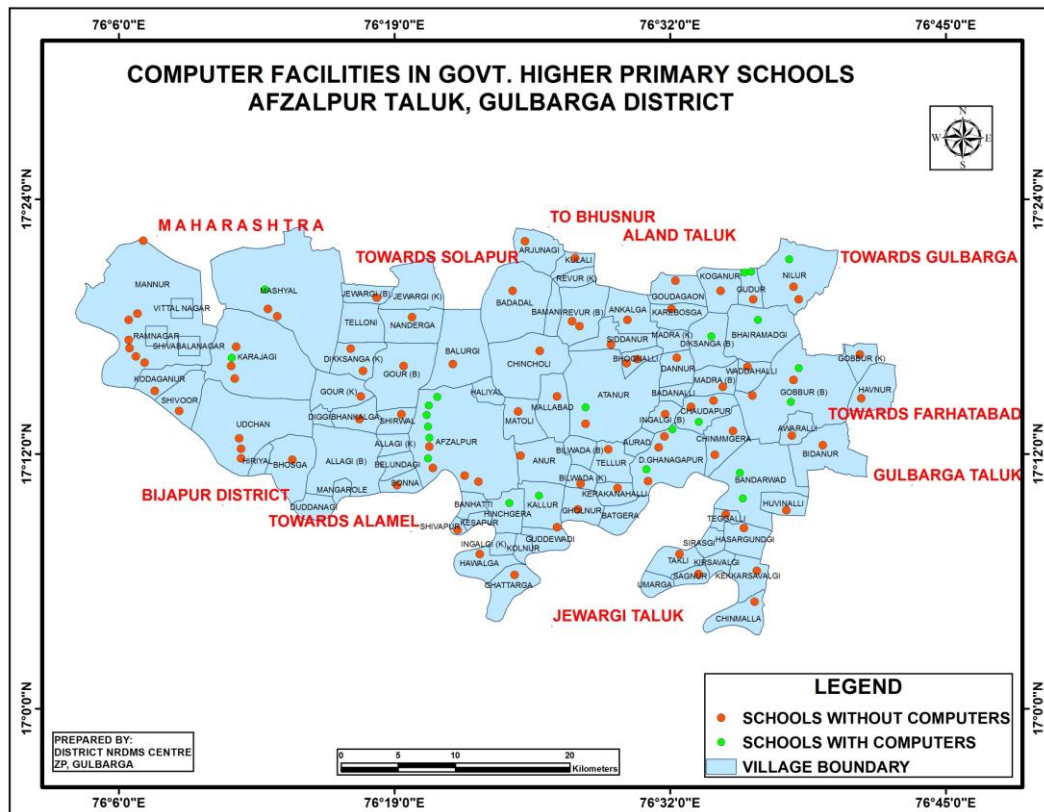 76°6'0"E 76°19'0"E 76°32'0"E 76°45'0"E
COMPUTER FACILITIES IN GOVT. HIGHER PRIMARY SCHOOLS
AFZALPUR TALUK, GULBARGA DISTRICT
N
W E
S
17°24'0"N 17°24'0"N
MAHARASHTRA
TO BHUSNUR
ALAND TALUK
TOWARDS SOLAPUR
TOWARDS GULBARGA
ARJUNAGI
KULALI
REVUR (K)
MANNUR
MASHYAL
JEWARGI (B)
JEWARGI (K)
BADADAL
GOUDAGAON
KOGANUR
GUDUR
NILUR
VITTAL NAGAR
TELLONI
NANDERGA
BAMANI
REVUR (B)
ANKALGA
KAREBOSGA
RAMNAGAR
SHIVABALANAGAR
SIDDANUR
MADRA (K)
DIKSANGA (B)
BHAIRAMADGI
KARAJAGI
DIKKSANGA (K)
GOUR (B)
BALURGI
CHINCHOLI
BHOGNALLI
DANNUR
WADDAHALLI
GOBBUR (K)
KODAGANUR
SHIVOOR
GOUR (K)
HALIYAL
MALLABAD
ATANUR
BADANALLI
MADRA (B)
GOBBUR (B)
HAVNUR
UDCHAN
DIGGIBHANKALGA
SHIRWAL
MATOLI
INGALGI (B)
CHAUDAPUR
TOWARDS FARHATABAD
ALLAGI (K)
AFZALPUR
AURAD
CHINMMGERA
AWARALLI
BIDANUR
17°12'0"N 17°12'0"N
HIRIYAL
BHOSGA
ALLAGI (B)
BELUNDAGI
ANUR
BILWADA (B)
TELLUR
D.GHANAPUR
GULBARGA TALUK
SONNA
BILWADA (K)
KERAKANAHALLI
BANDARWAD
BIJAPUR DISTRICT
MANGAROLE
DUDDANAGI
TOWARDS ALAMEL
BANHATTI
HINCHGERA
KALLUR
GHOLNUR
BATGERA
HUVINALLI
SHIVAPUR
KESAPUR
GUDDEWADI
TEGGALLI
HASARGUNDGI
INGALGI (K)
KOLNUR
SIRASGI
HAWALGA
TAKLI
KIRSAVALGI
GHATTARGA
UMARGA
SAGNUR
KEKKARSAVALGI
JEWARGI TALUK
CHINMALLA
LEGEND
SCHOOLS WITHOUT COMPUTERS
SCHOOLS WITH COMPUTERS
VILLAGE BOUNDARY
17°0'0"N 17°0'0"N
PREPARED BY:
DISTRICT NRDMS CENTRE
ZP, GULBARGA
0 5 10 20
Kilometers
76°6'0"E 76°19'0"E 76°32'0"E 76°45'0"E